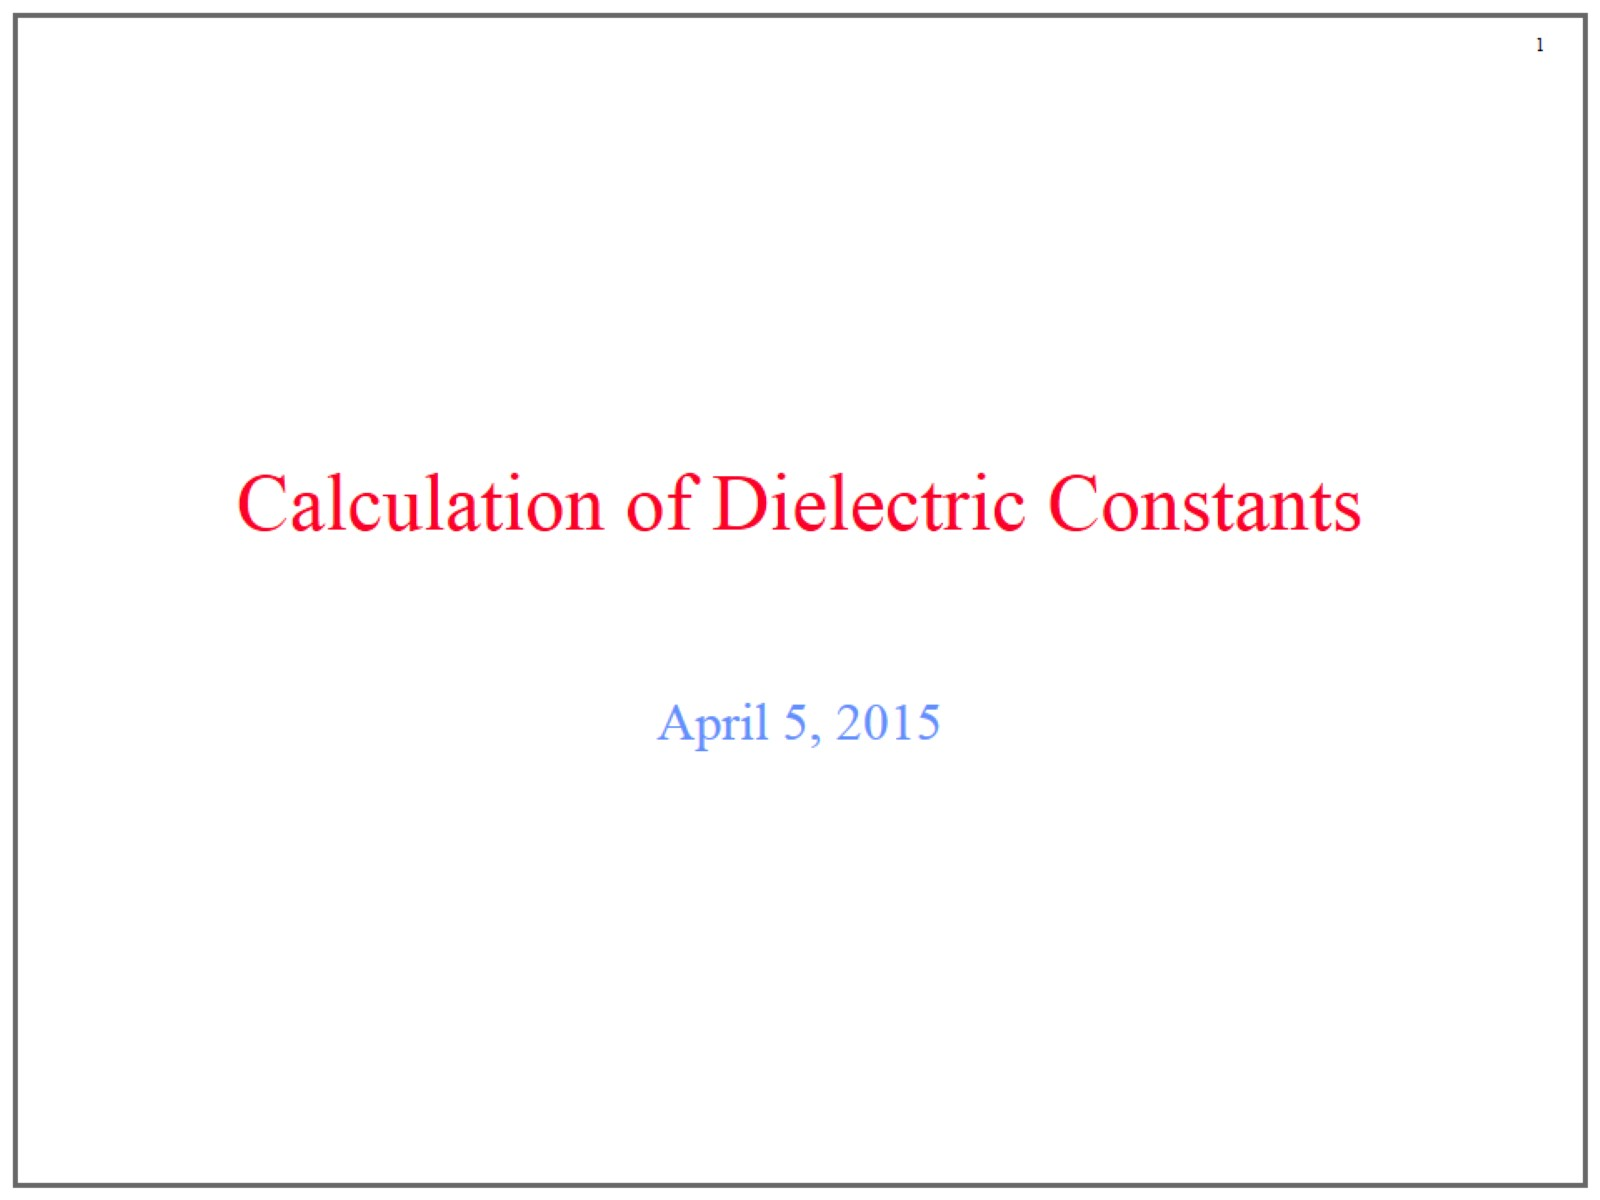 1
Calculation of Dielectric Constants
April 5, 2015